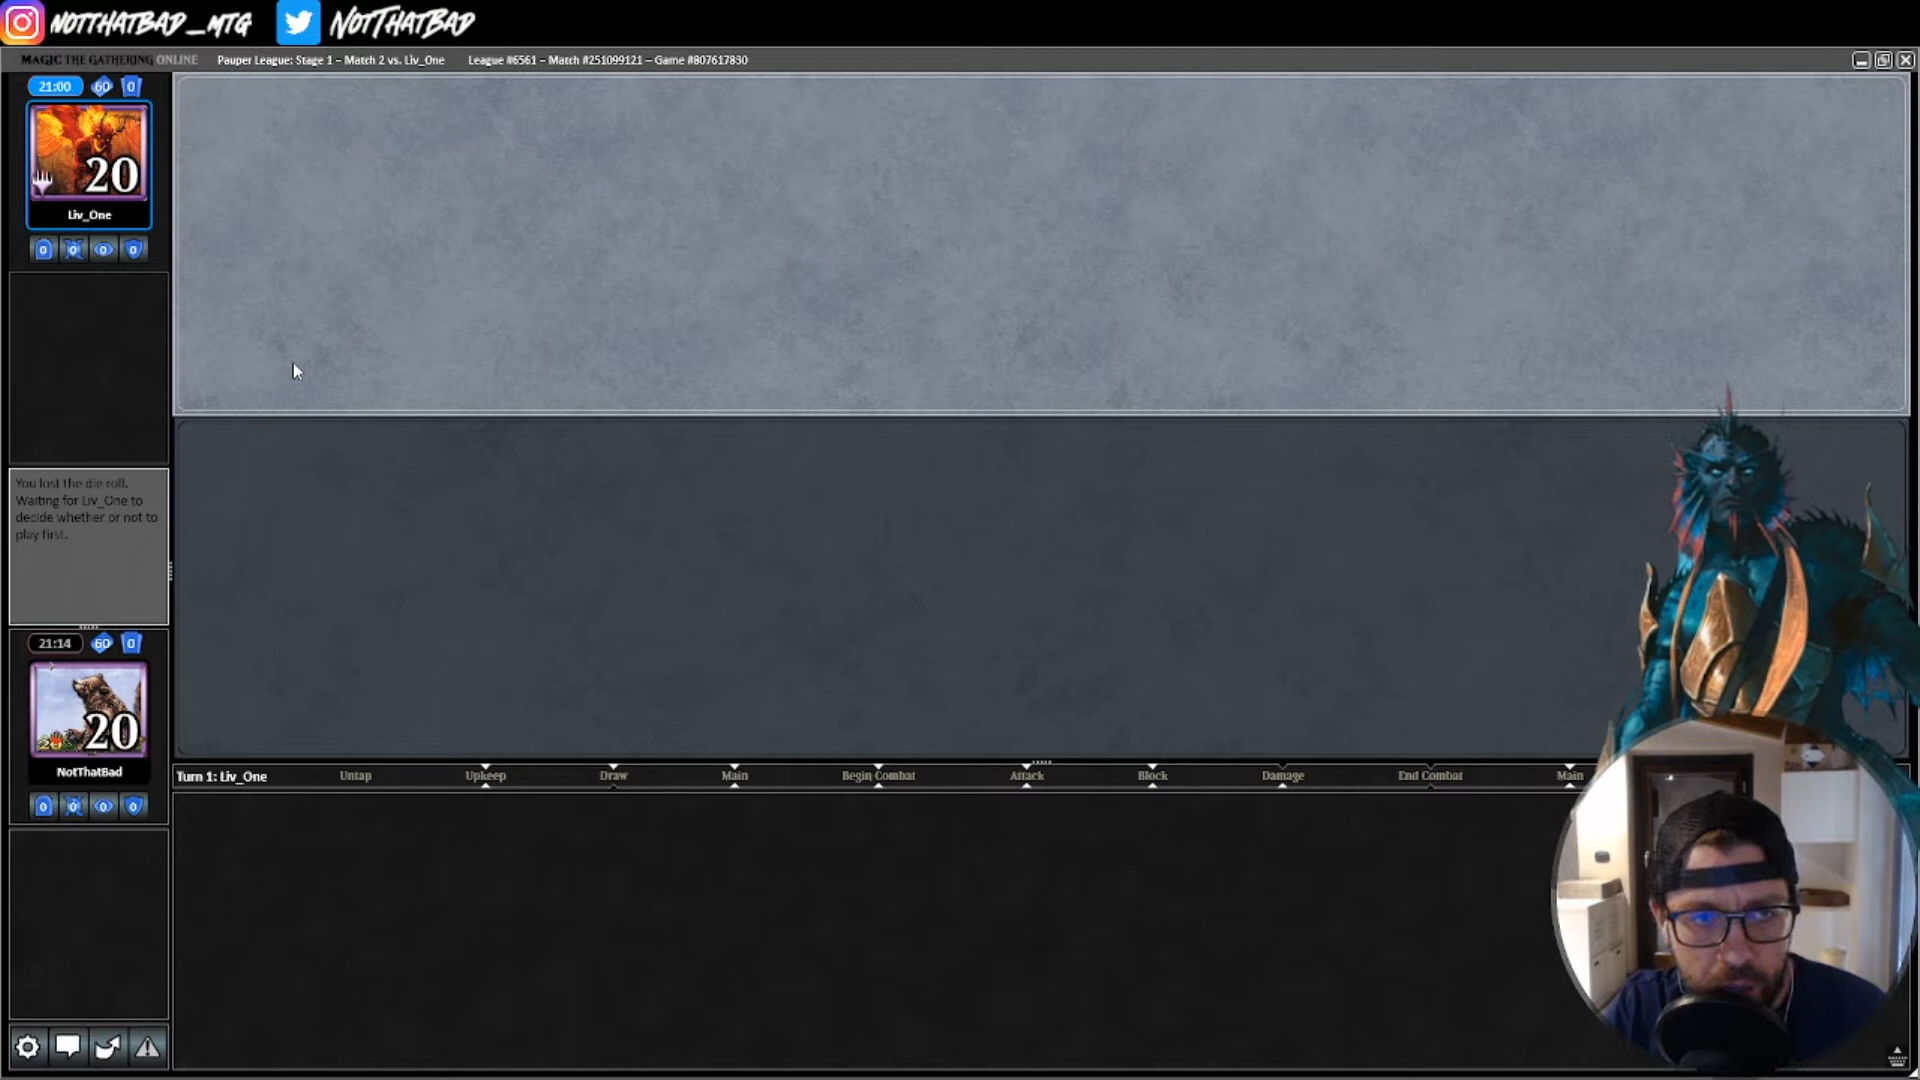 NOTTHATBAD_MTG NOTTHATBAD
MAGIC THE GATHERING ONLINE Pauper League: Stage 1 – Match 2 vs. Liv_One League #6561 – Match #251099121 – Game #807617830
21:00 60 0
20
Liv_One
0 0 0 0
You lost the die roll.
Waiting for Liv_One to
decide whether or not to
play first.
21:14 60 0
20
NotThatBad
0 0 0 0
Turn 1: Liv_One Untap Upkeep Draw Main Begin Combat Attack Block Damage End Combat Main